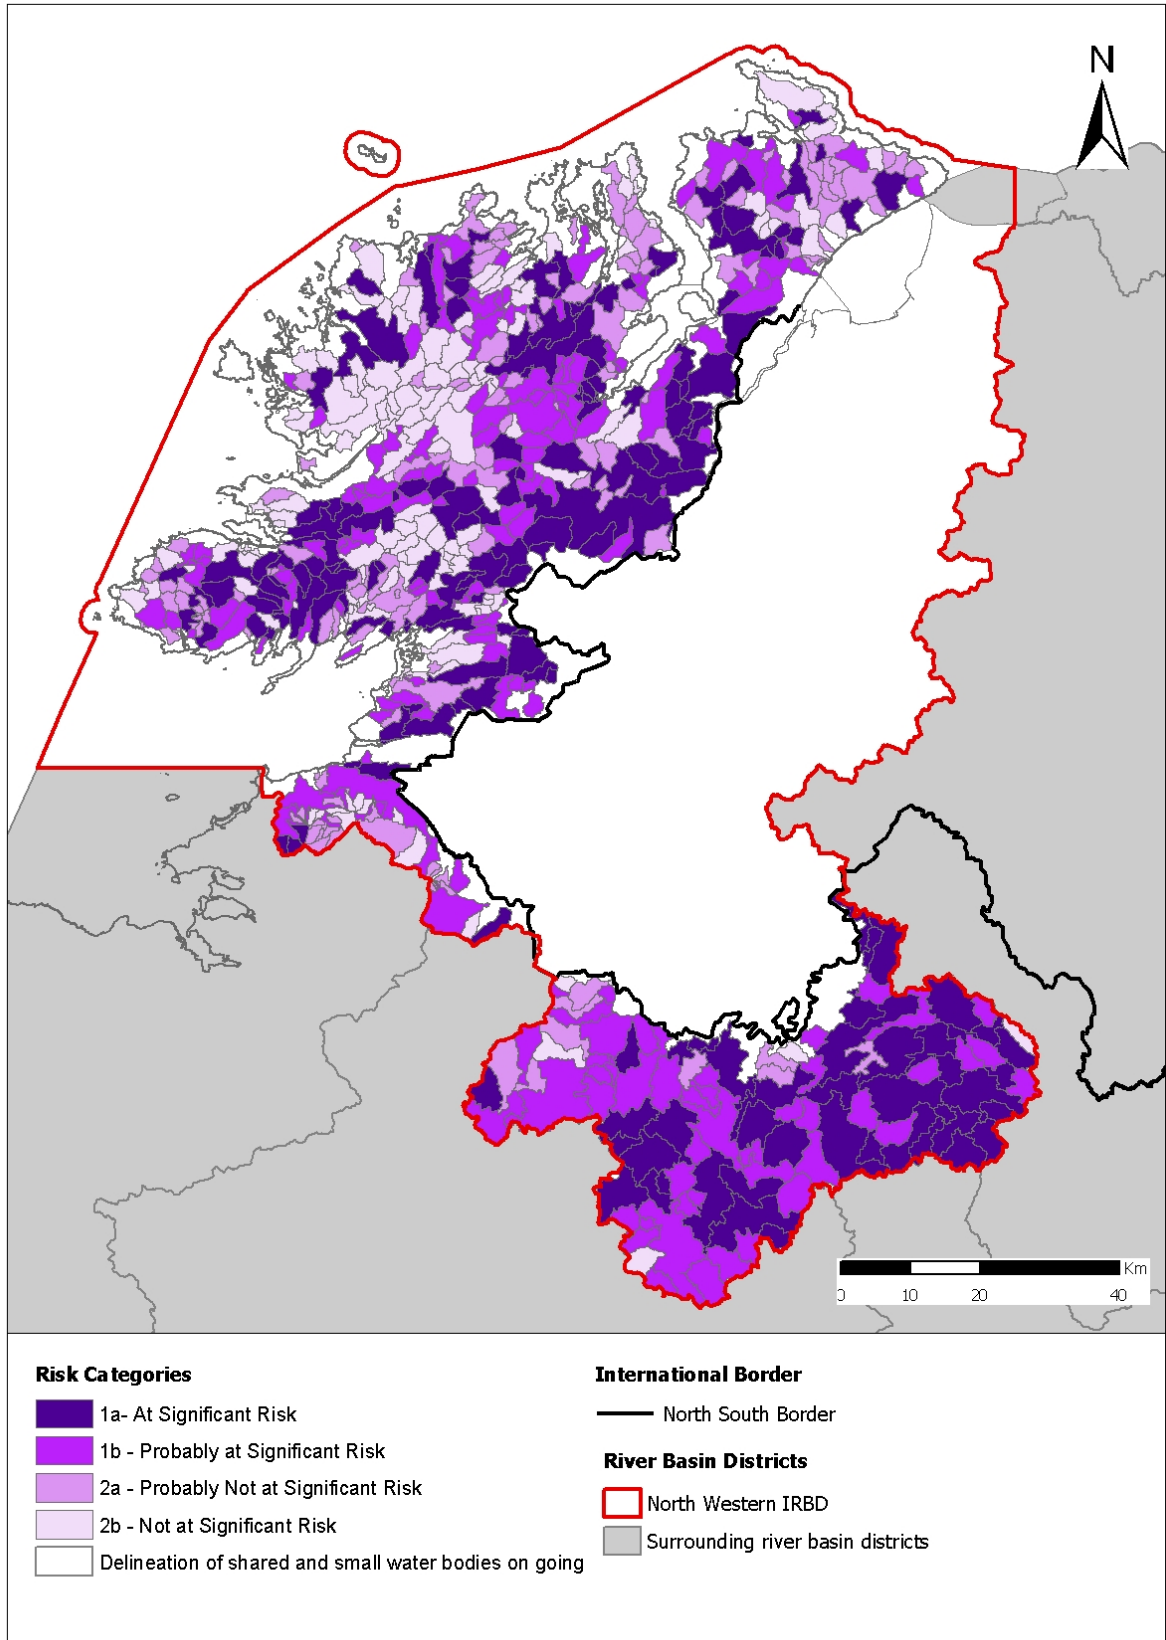 N
Km
0 10 20 40
Risk Categories
1a- At Significant Risk
1b - Probably at Significant Risk
2a - Probably Not at Significant Risk
2b - Not at Significant Risk
Delineation of shared and small water bodies on going
International Border
North South Border
River Basin Districts
North Western IRBD
Surrounding river basin districts